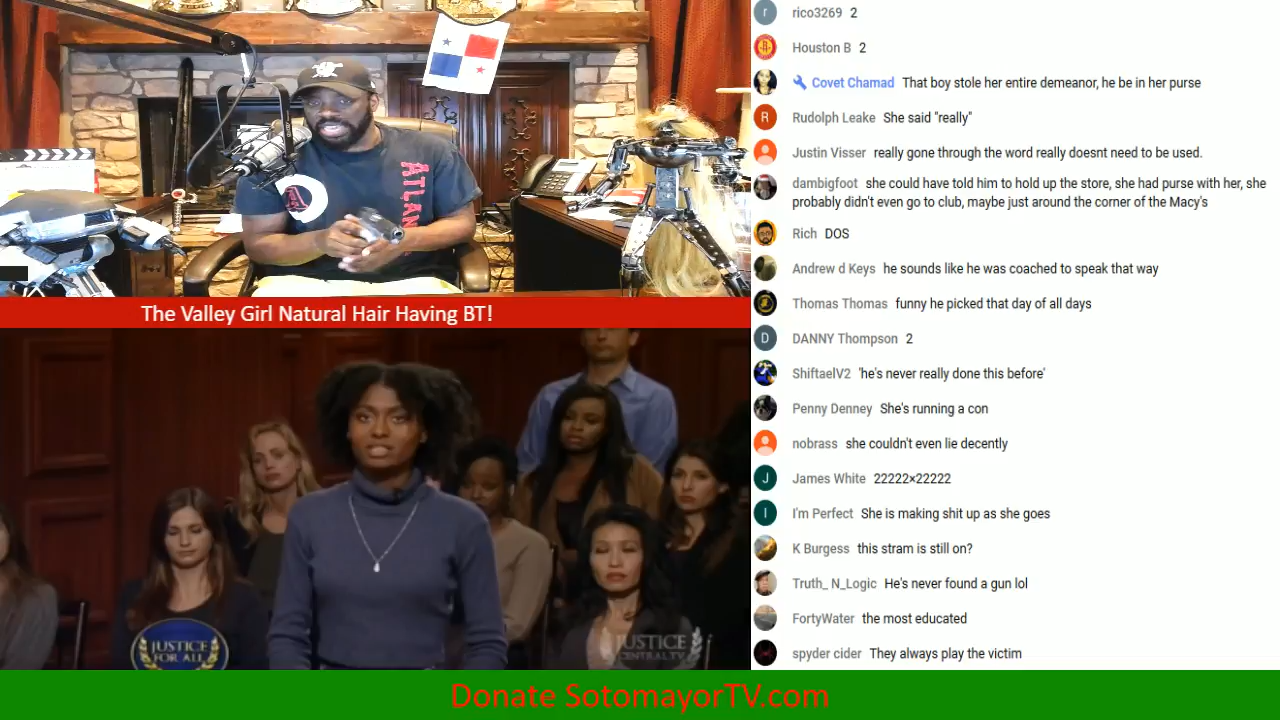 ATLAN
The Valley Girl Natural Hair Having BT!
JUSTICE
FOR ALL
JUSTICE
CENTRAL.TV
Donate SotomayorTV.com
r rico3269 2
Houston B 2
Covet Chamad That boy stole her entire demeanor, he be in her purse
R Rudolph Leake She said "really"
Justin Visser really gone through the word really doesnt need to be used.
dambigfoot she could have told him to hold up the store, she had purse with her, she
probably didn't even go to club, maybe just around the corner of the Macy's
Rich DOS
Andrew d Keys he sounds like he was coached to speak that way
Thomas Thomas funny he picked that day of all days
D DANNY Thompson 2
ShiftaelV2 'he's never really done this before'
Penny Denney She's running a con
nobrass she couldn't even lie decently
J James White 22222×22222
I I'm Perfect She is making shit up as she goes
K Burgess this stram is still on?
Truth_ N_Logic He's never found a gun lol
FortyWater the most educated
spyder cider They always play the victim